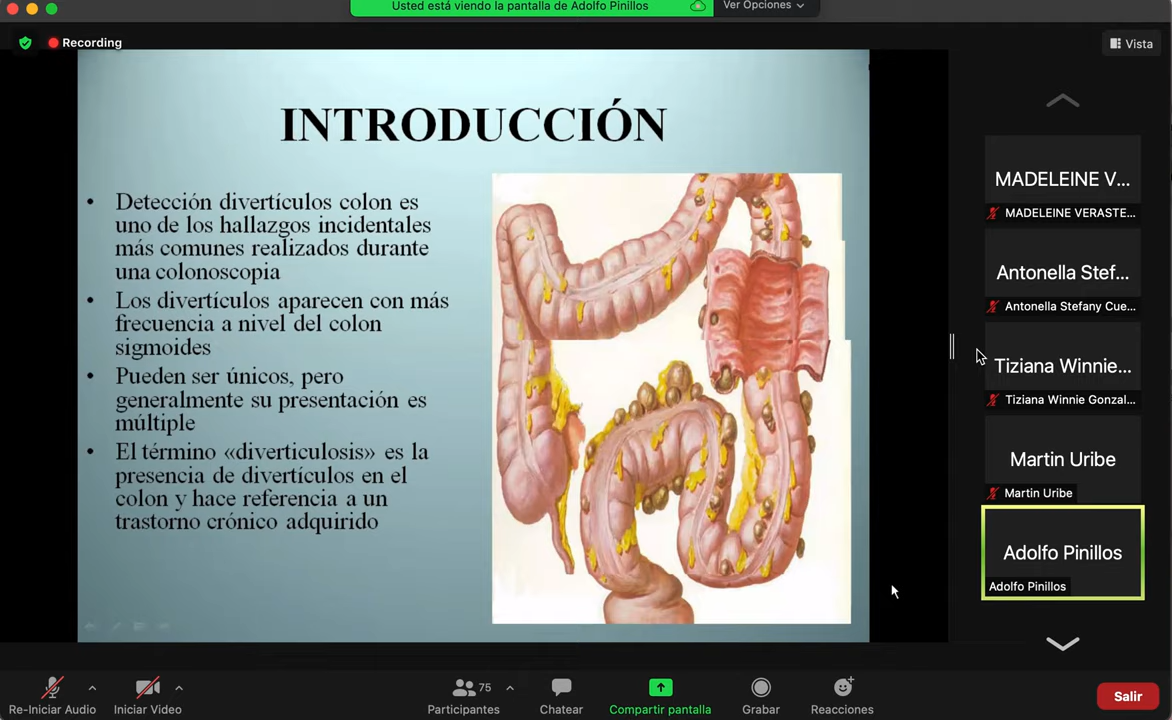 Usted está viendo la pantalla de Adolfo Pinillos
Ver Opciones
Recording
Vista
INTRODUCCIÓN
• Detección divertículos colon es
uno de los hallazgos incidentales
más comunes realizados durante
una colonoscopia
• Los divertículos aparecen con más
frecuencia a nivel del colon
sigmoides
• Pueden ser únicos, pero
generalmente su presentación es
múltiple
• El término «diverticulosis» es la
presencia de divertículos en el
colon y hace referencia a un
trastorno crónico adquirido
MADELEINE V...
MADELEINE VERASTE...
Antonella Stef...
Antonella Stefany Cue...
Tiziana Winnie...
Tiziana Winnie Gonzal...
Martin Uribe
Martin Uribe
Adolfo Pinillos
Adolfo Pinillos
Re-Iniciar Audio
Iniciar Video
75
Participantes
Chatear
Compartir pantalla
Grabar
Reacciones
Salir